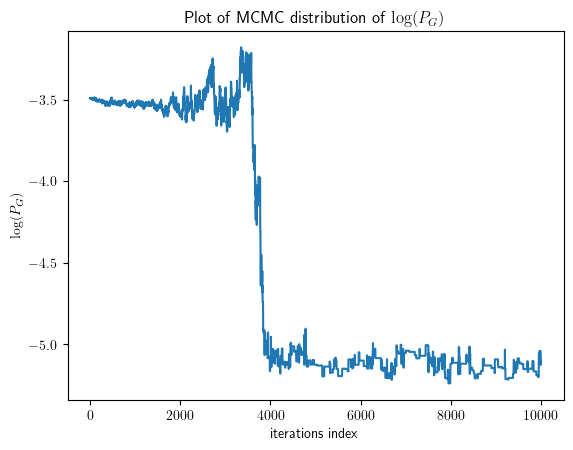 Plot of MCMC distribution of log(P_G)
log(P_G)
−3.5
−4.0
−4.5
−5.0
0 2000 4000 6000 8000 10000
iterations index